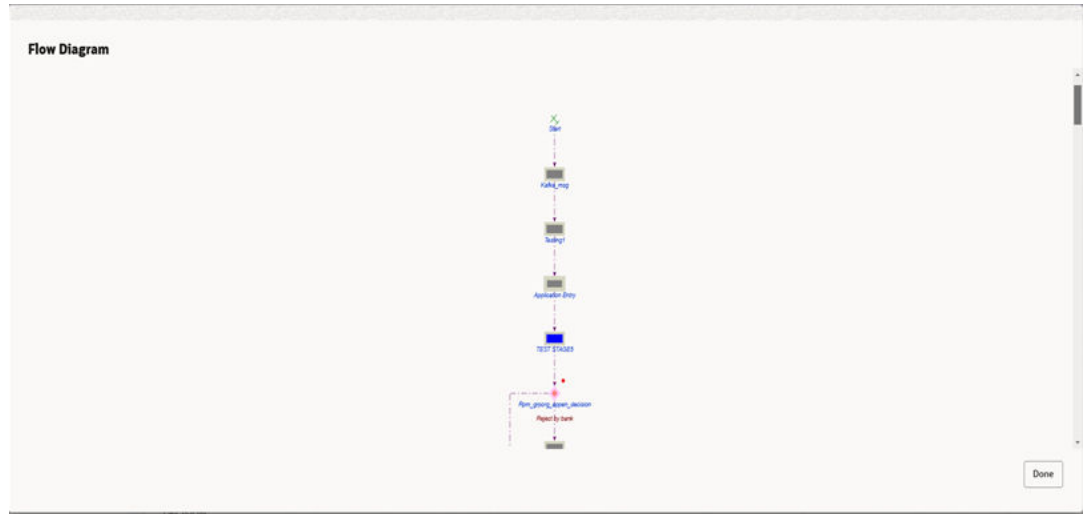 Flow Diagram
Start
Kafka_msg
Testing1
Application Entry
TEST STAGES
Reject by bank
Done